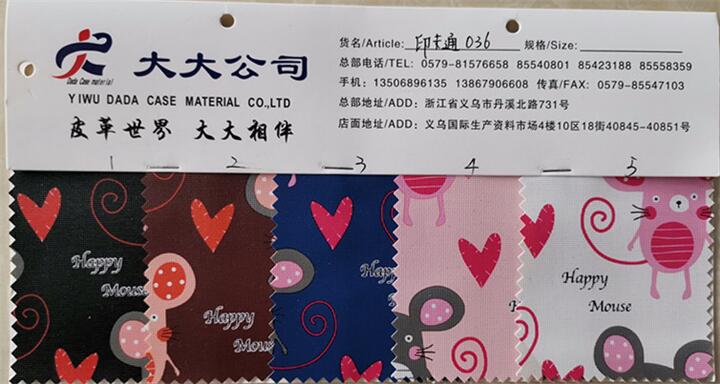 货名/Article: 印卡通 036 规格/Size:
Dada Case material
大大公司
总部电话/TEL: 0579-81576658 85540801 85423188 85558359
手机: 13506896135 13867906608 传真/FAX: 0579-85547103
YIWU DADA CASE MATERIAL CO.,LTD
总部地址/ADD: 浙江省义乌市丹溪北路731号
皮革世界 大大相伴
店面地址/ADD: 义乌国际生产资料市场4楼10区18街40845-40851号
1 2 3 4 5
Happy
Mouse
Happy
Mouse
Happy
Mouse
Happy
Mouse